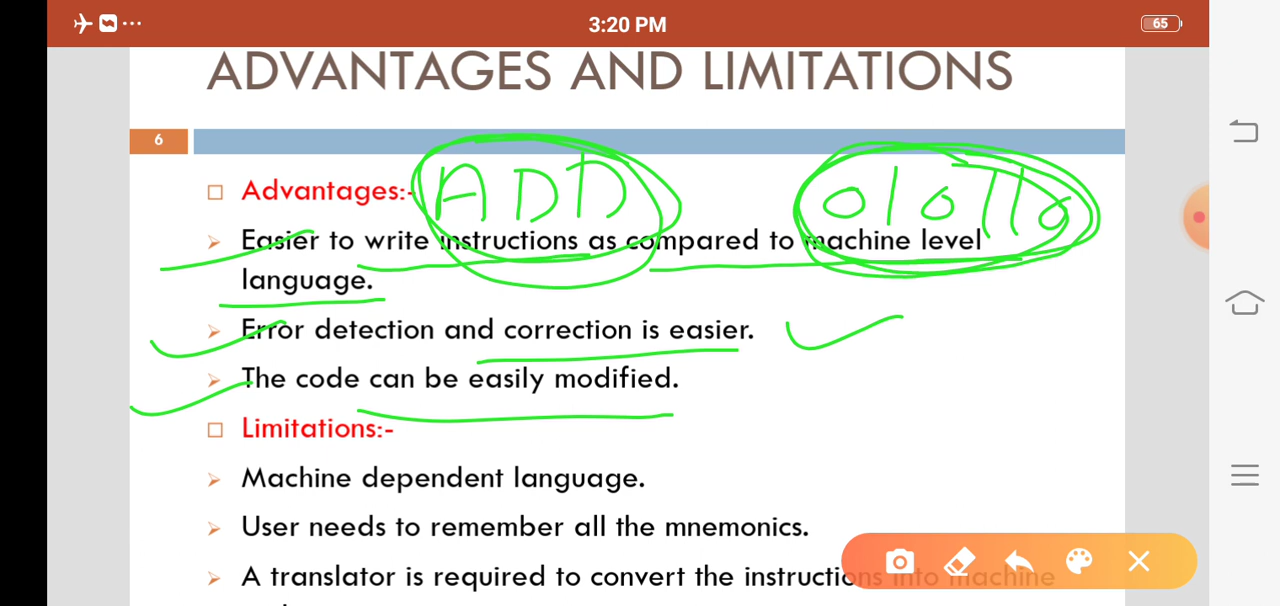 3:20 PM
65
ADVANTAGES AND LIMITATIONS
6
Advantages:-
ADD
010110
Easier to write instructions as compared to machine level
language.
Error detection and correction is easier.
The code can be easily modified.
Limitations:-
Machine dependent language.
User needs to remember all the mnemonics.
A translator is required to convert the instructions into machine